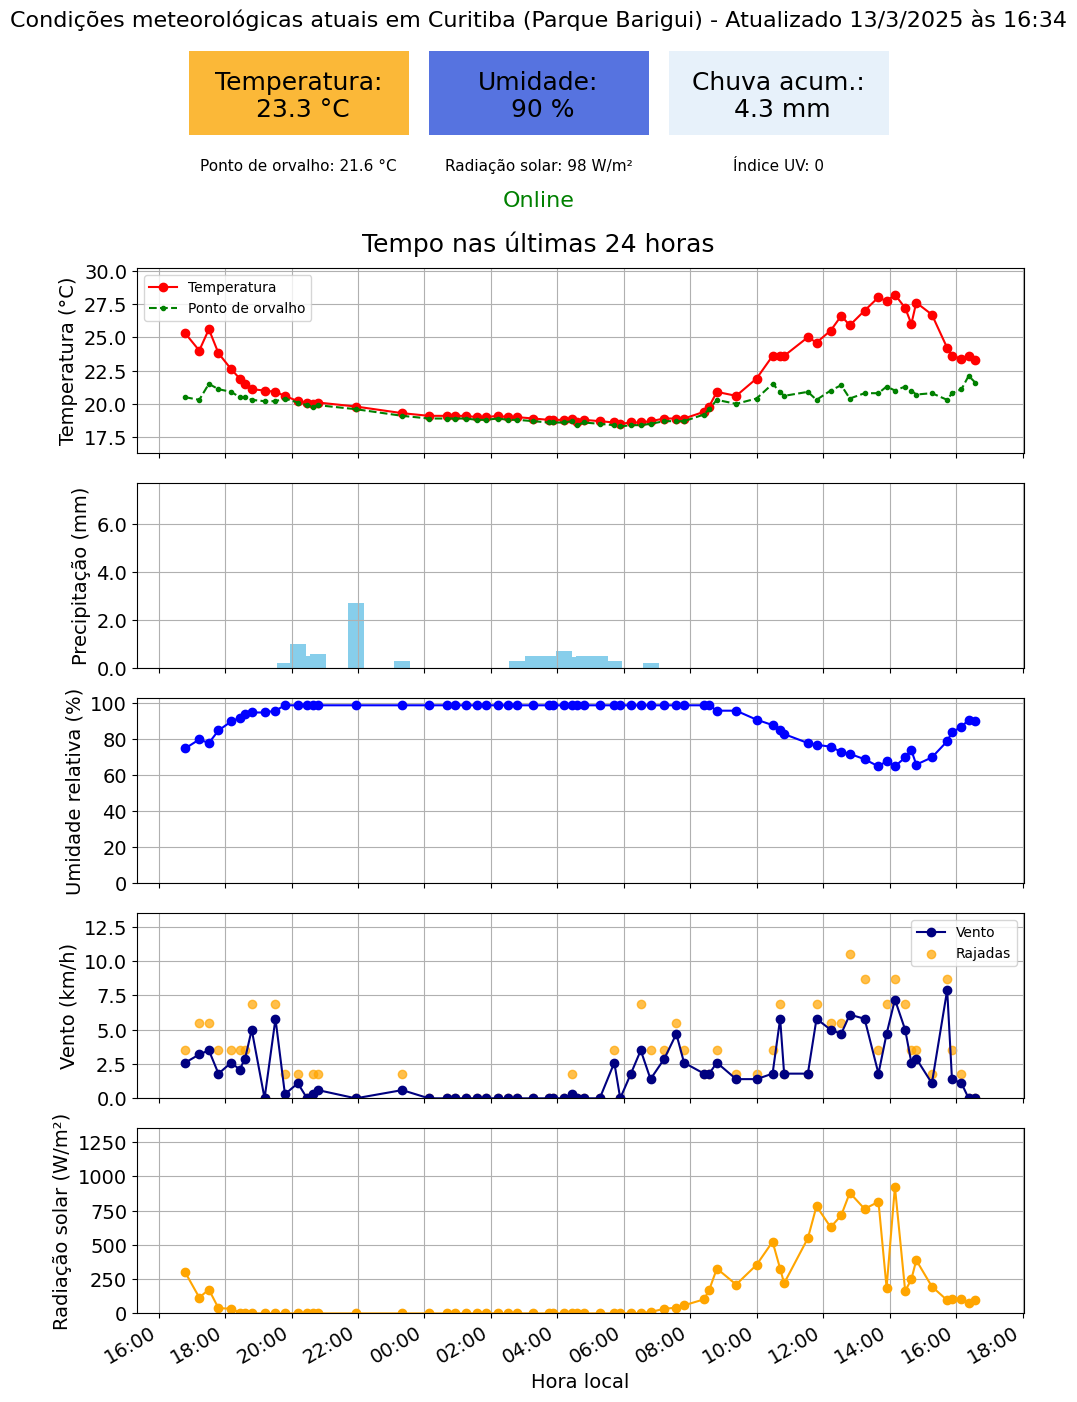 Condições meteorológicas atuais em Curitiba (Parque Barigui) - Atualizado 13/3/2025 às 16:34
Temperatura:
23.3 °C
Umidade:
90 %
Chuva acum.:
4.3 mm
Ponto de orvalho: 21.6 °C
Radiação solar: 98 W/m²
Índice UV: 0
Online
Tempo nas últimas 24 horas
Temperatura (°C)
30.0
27.5
25.0
22.5
20.0
17.5
Temperatura
Ponto de orvalho
Precipitação (mm)
6.0
4.0
2.0
0.0
Umidade relativa (%)
100
80
60
40
20
0
Vento (km/h)
12.5
10.0
7.5
5.0
2.5
0.0
Vento
Rajadas
Radiação solar (W/m²)
1250
1000
750
500
250
0
16:00
18:00
20:00
22:00
00:00
02:00
04:00
06:00
08:00
10:00
12:00
14:00
16:00
18:00
Hora local